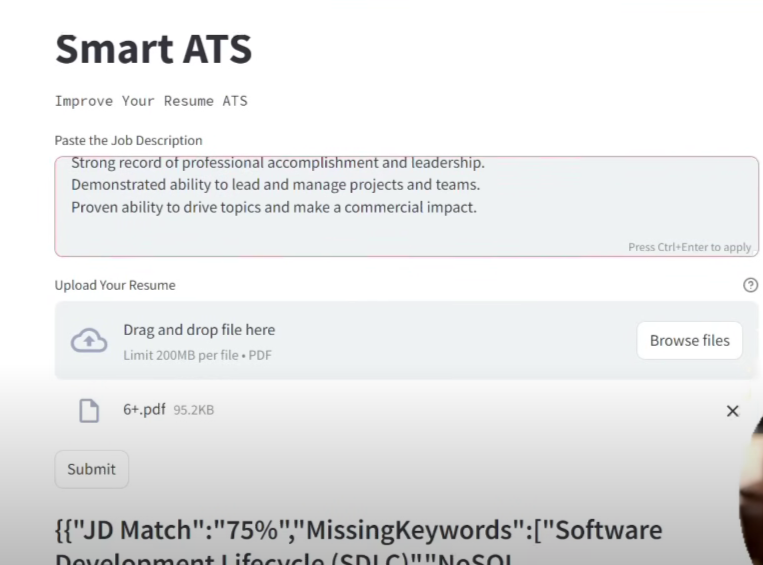 Smart ATS
Improve Your Resume ATS
Paste the Job Description
Strong record of professional accomplishment and leadership.
Demonstrated ability to lead and manage projects and teams.
Proven ability to drive topics and make a commercial impact.
Press Ctrl+Enter to apply
Upload Your Resume
Drag and drop file here
Limit 200MB per file • PDF
Browse files
6+.pdf 95.2KB
Submit
{{"JD Match":"75%","MissingKeywords":["Software
Development Lifecycle (SDLC)""NoSQL